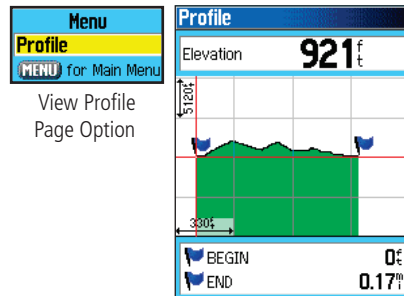 Menu
Profile
MENU for Main Menu
View Profile
Page Option
Profile
Elevation 921ft
5120ft
330ft
BEGIN 0ft
END 0.17mi